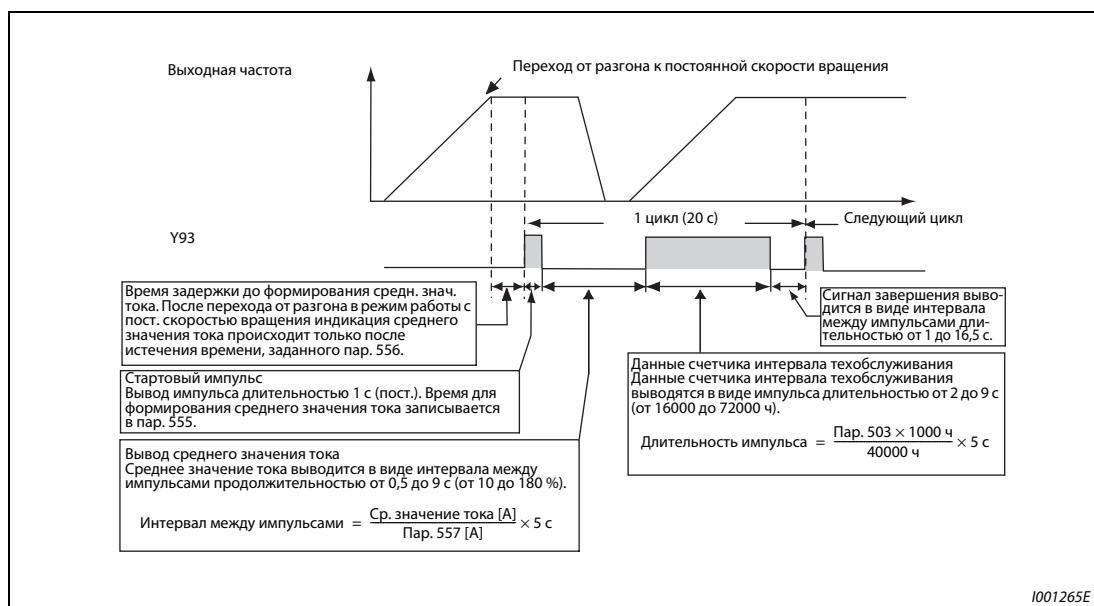 Выходная частота
Переход от разгона к постоянной скорости вращения
1 цикл (20 с)
Следующий цикл
Y93
Время задержки до формирования средн. знач.
тока. После перехода от разгона в режим работы с
пост. скоростью вращения индикация среднего
значения тока происходит только после
истечения времени, заданного пар. 556.
Сигнал завершения выво-
дится в виде интервала
между импульсами дли-
тельностью от 1 до 16,5 с.
Стартовый импульс
Вывод импульса длительностью 1 с (пост.). Время для
формирования среднего значения тока записывается
в пар. 555.
Данные счетчика интервала техобслуживания
Данные счетчика интервала техобслуживания
выводятся в виде импульса длительностью от 2 до 9 с
(от 16000 до 72000 ч).
Длительность импульса = Пар. 503 × 1000 ч
40000 ч
× 5 с
Вывод среднего значения тока
Среднее значение тока выводится в виде интервала между
импульсами продолжительностью от 0,5 до 9 с (от 10 до 180 %).
Интервал между импульсами = Ср. значение тока [A]
Пар. 557 [A]
× 5 с
I001265E